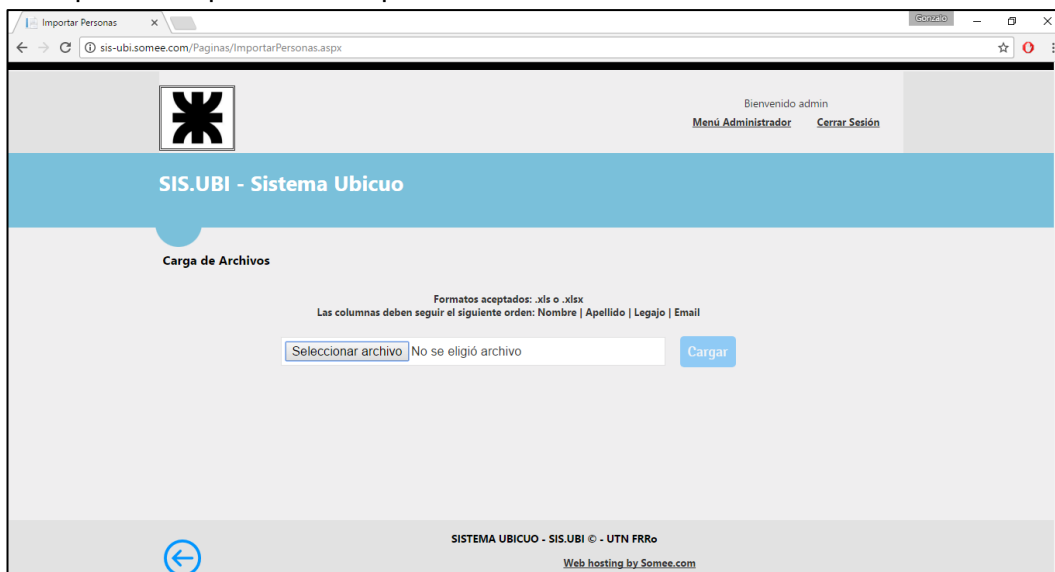 Importar Personas
Gonzalo
sis-ubi.somee.com/Paginas/ImportarPersonas.aspx
Bienvenido admin
Menú Administrador Cerrar Sesión
SIS.UBI - Sistema Ubicuo
Carga de Archivos
Formatos aceptados: .xls o .xlsx
Las columnas deben seguir el siguiente orden: Nombre | Apellido | Legajo | Email
Seleccionar archivo No se eligió archivo
Cargar
SISTEMA UBICUO - SIS.UBI © - UTN FRRo
Web hosting by Somee.com